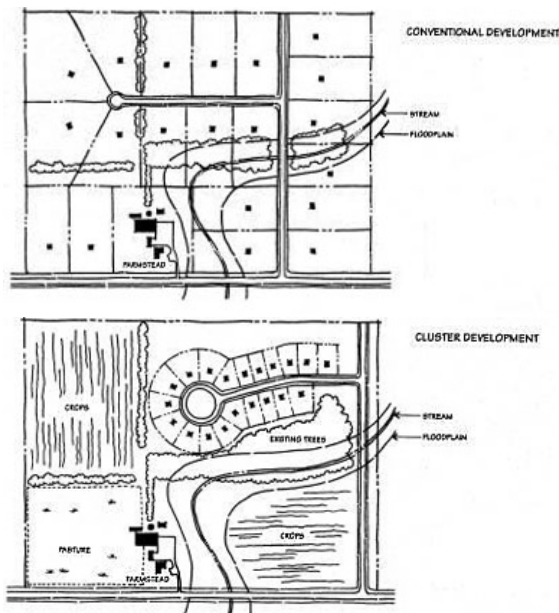 CONVENTIONAL DEVELOPMENT
STREAM
FLOODPLAIN
FARMSTEAD
CLUSTER DEVELOPMENT
CROPS
STREAM
EXISTING TREES
FLOODPLAIN
CROPS
PASTURE
FARMSTEAD